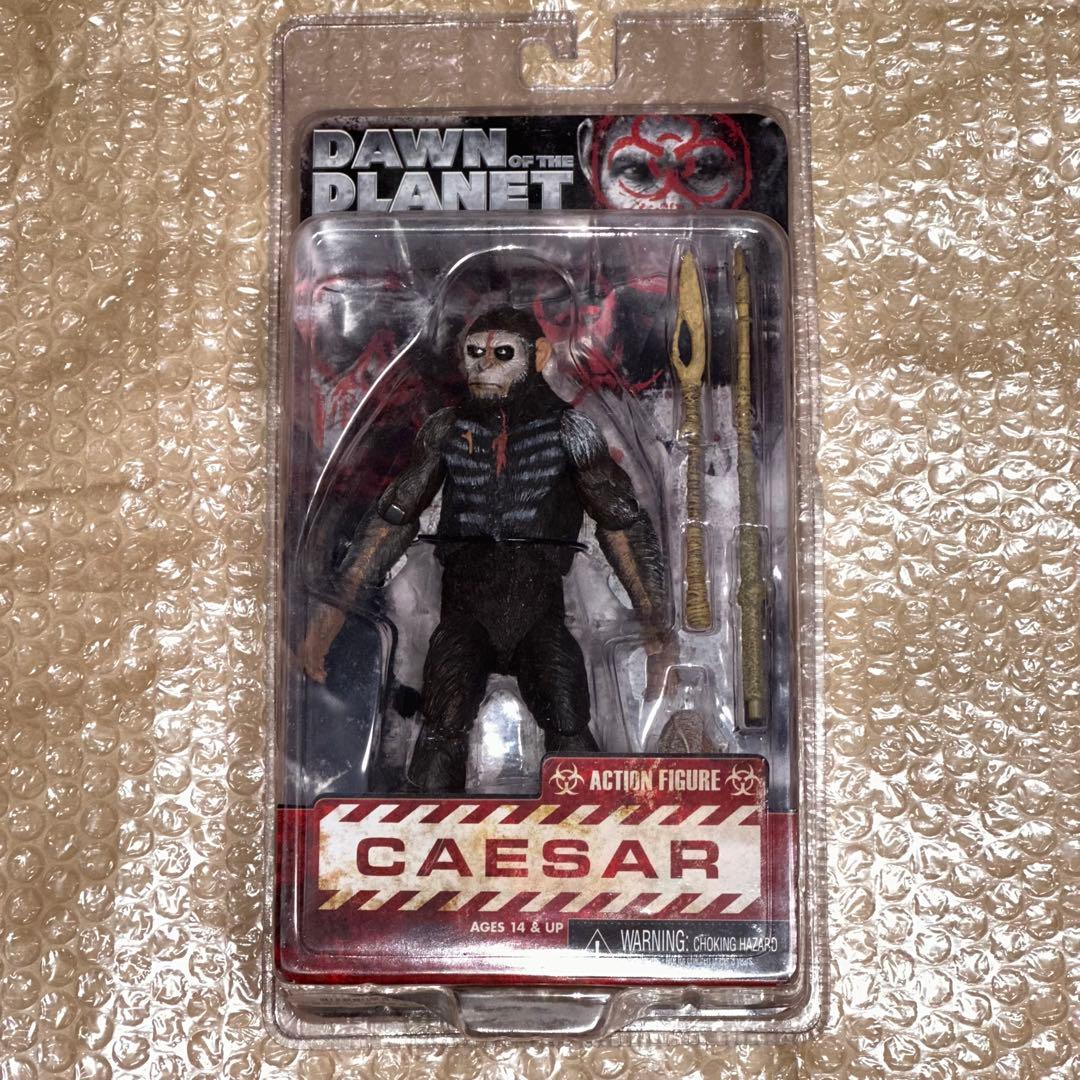 DAWN OF THE
PLANET
ACTION FIGURE
CAESAR
AGES 14 & UP
WARNING: CHOKING HAZARD